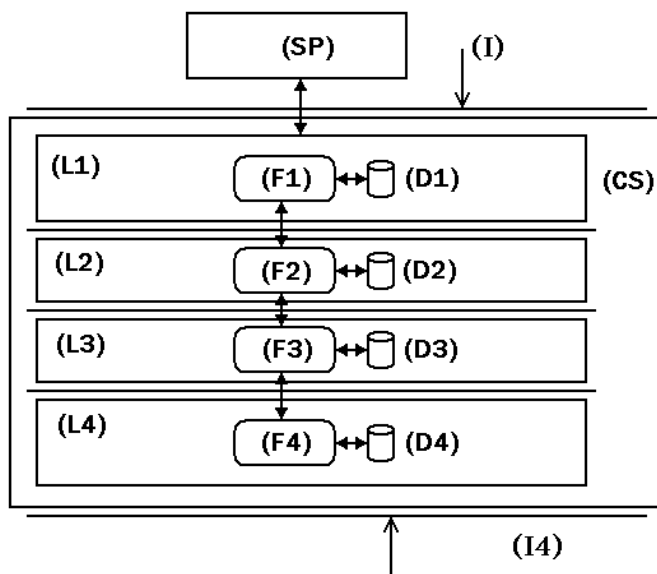 (SP)
(I)
(L1)
(F1)
(D1)
(CS)
(L2)
(F2)
(D2)
(L3)
(F3)
(D3)
(L4)
(F4)
(D4)
(I4)